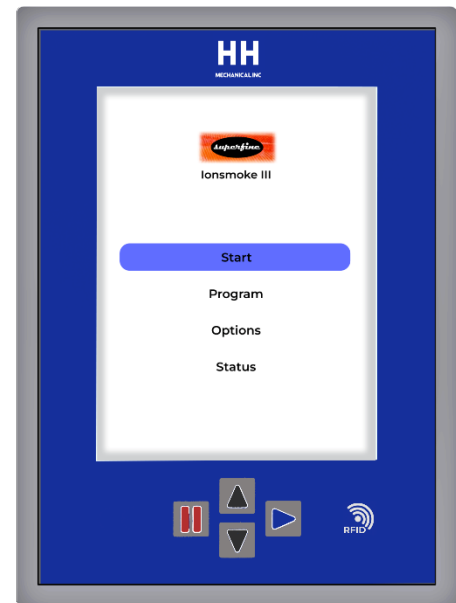 HH
MECHANICAL INC
superfine
Ionsmoke III
Start
Program
Options
Status
RFID